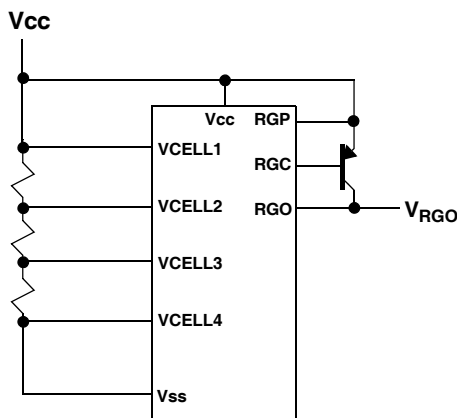 Vcc
Vcc
RGP
VCELL1
RGC
VCELL2
RGO
VRGO
VCELL3
VCELL4
Vss